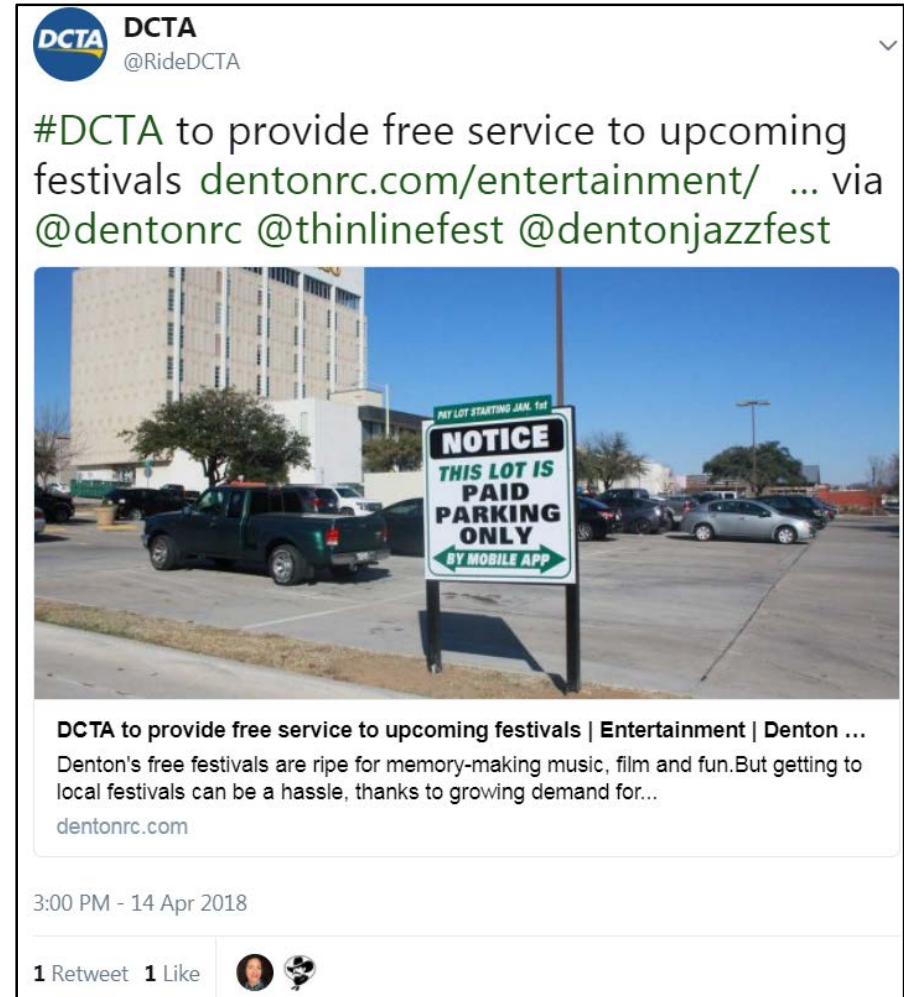 DCTA
DCTA
@RideDCTA
#DCTA to provide free service to upcoming
festivals dentonrc.com/entertainment/ ... via
@dentonrc @thinlinefest @dentonjazzfest
PAY LOT STARTING JAN. 1st
NOTICE
THIS LOT IS
PAID
PARKING
ONLY
BY MOBILE APP
DCTA to provide free service to upcoming festivals | Entertainment | Denton ...
Denton's free festivals are ripe for memory-making music, film and fun.But getting to
local festivals can be a hassle, thanks to growing demand for...
dentonrc.com
3:00 PM - 14 Apr 2018
1 Retweet 1 Like